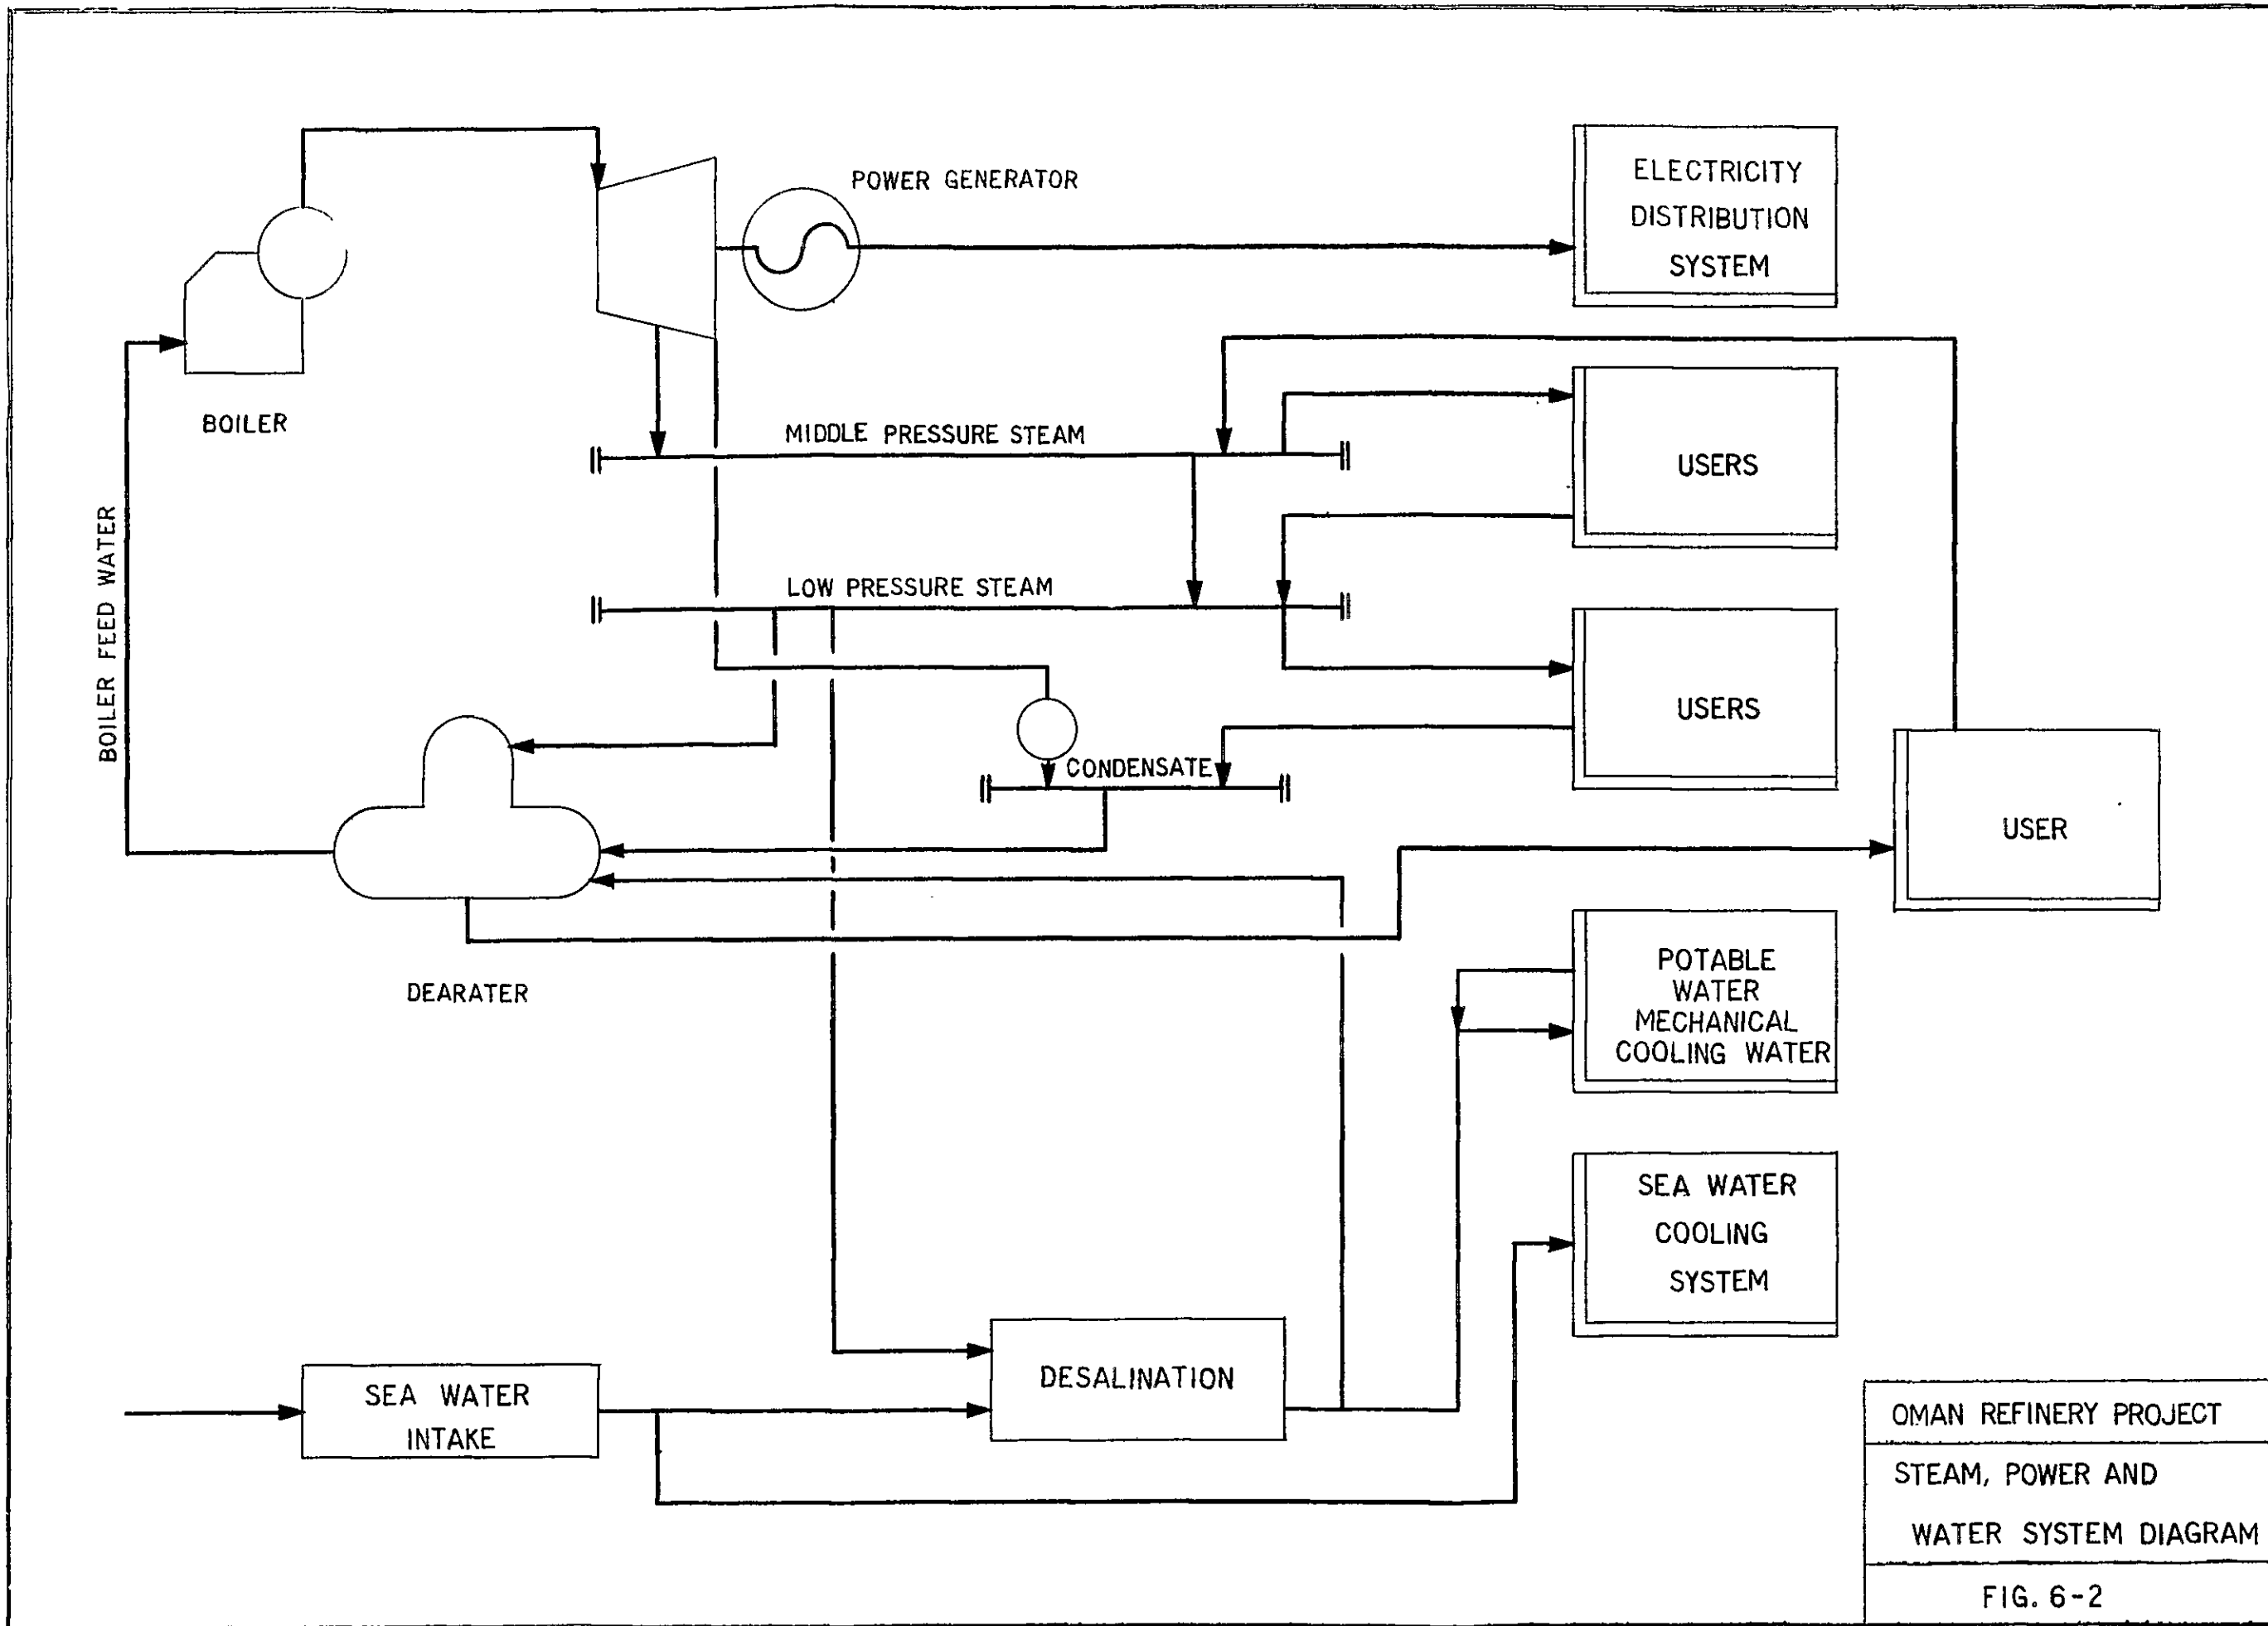 POWER GENERATOR
ELECTRICITY
DISTRIBUTION
SYSTEM
BOILER
MIDDLE PRESSURE STEAM
USERS
BOILER FEED WATER
LOW PRESSURE STEAM
USERS
CONDENSATE
USER
DEARATER
POTABLE
WATER
MECHANICAL
COOLING WATER
SEA WATER
COOLING
SYSTEM
SEA WATER
INTAKE
DESALINATION
OMAN REFINERY PROJECT
STEAM, POWER AND
WATER SYSTEM DIAGRAM
FIG. 6-2